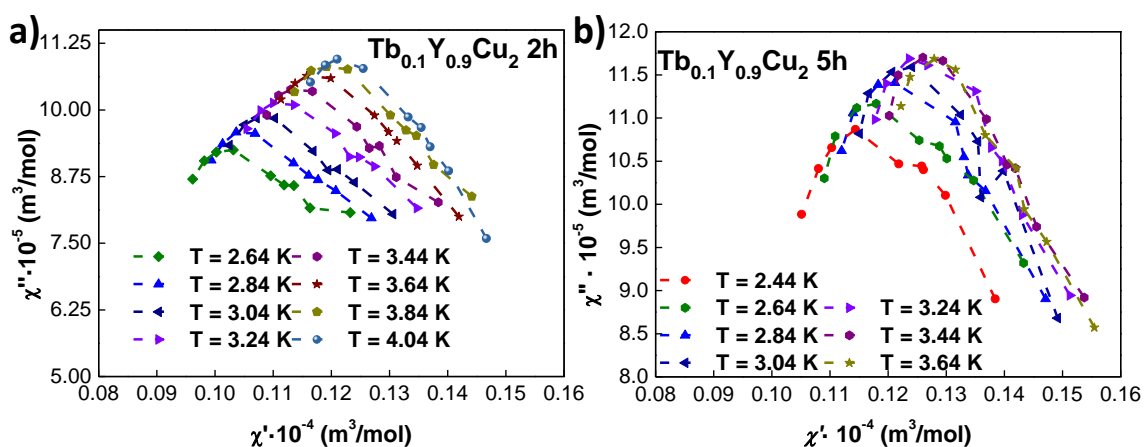 a)
Tb0.1Y0.9Cu2 2h
χ''·10-5 (m3/mol)
11.25
10.00
8.75
7.50
6.25
5.00
T = 2.64 K
T = 2.84 K
T = 3.04 K
T = 3.24 K
T = 3.44 K
T = 3.64 K
T = 3.84 K
T = 4.04 K
0.08 0.09 0.10 0.11 0.12 0.13 0.14 0.15 0.16
χ'·10-4 (m3/mol)
b)
Tb0.1Y0.9Cu2 5h
χ'' · 10-5 (m3/mol)
12.0
11.5
11.0
10.5
10.0
9.5
9.0
8.5
8.0
T = 2.44 K
T = 2.64 K
T = 2.84 K
T = 3.04 K
T = 3.24 K
T = 3.44 K
T = 3.64 K
0.08 0.09 0.10 0.11 0.12 0.13 0.14 0.15 0.16
χ'· 10-4 (m3/mol)